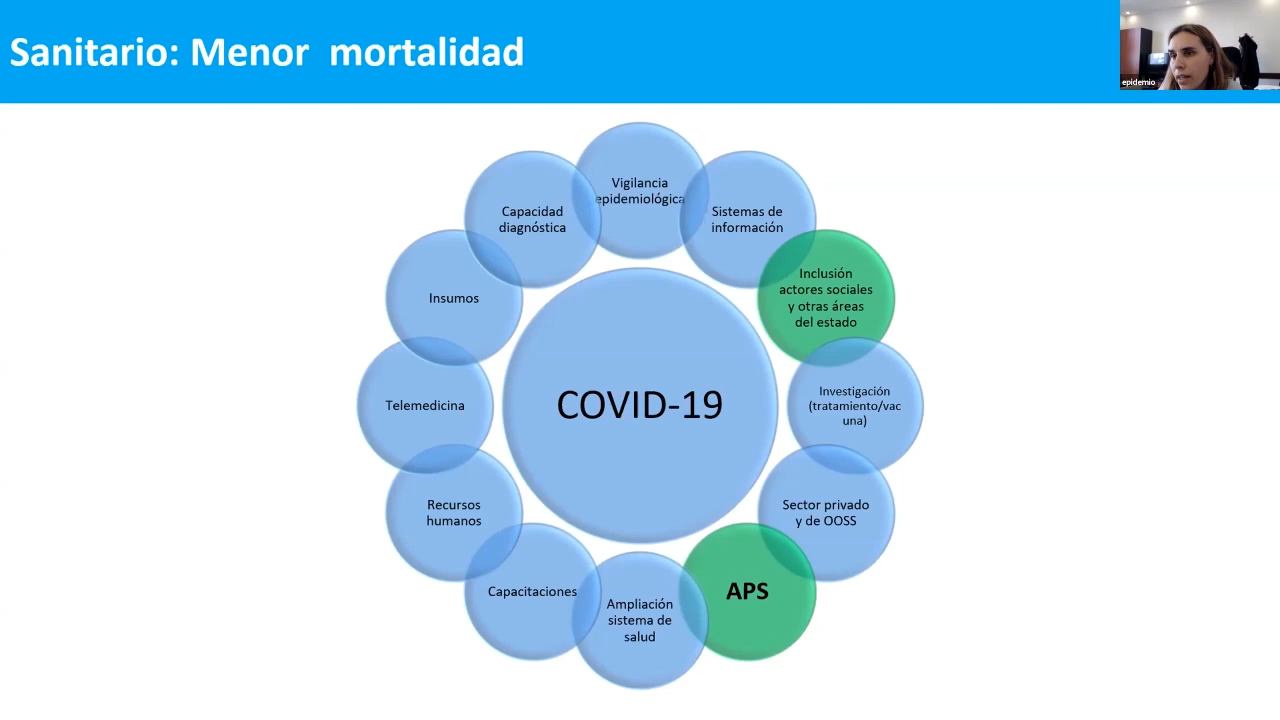 Sanitario: Menor mortalidad
epidemio
Vigilancia
epidemiológica
Sistemas de
información
Inclusión
actores sociales
y otras áreas
del estado
Investigación
(tratamiento/vac
una)
Sector privado
y de OOSS
APS
Ampliación
sistema de
salud
Capacitaciones
Recursos
humanos
Telemedicina
Insumos
Capacidad
diagnóstica
COVID-19